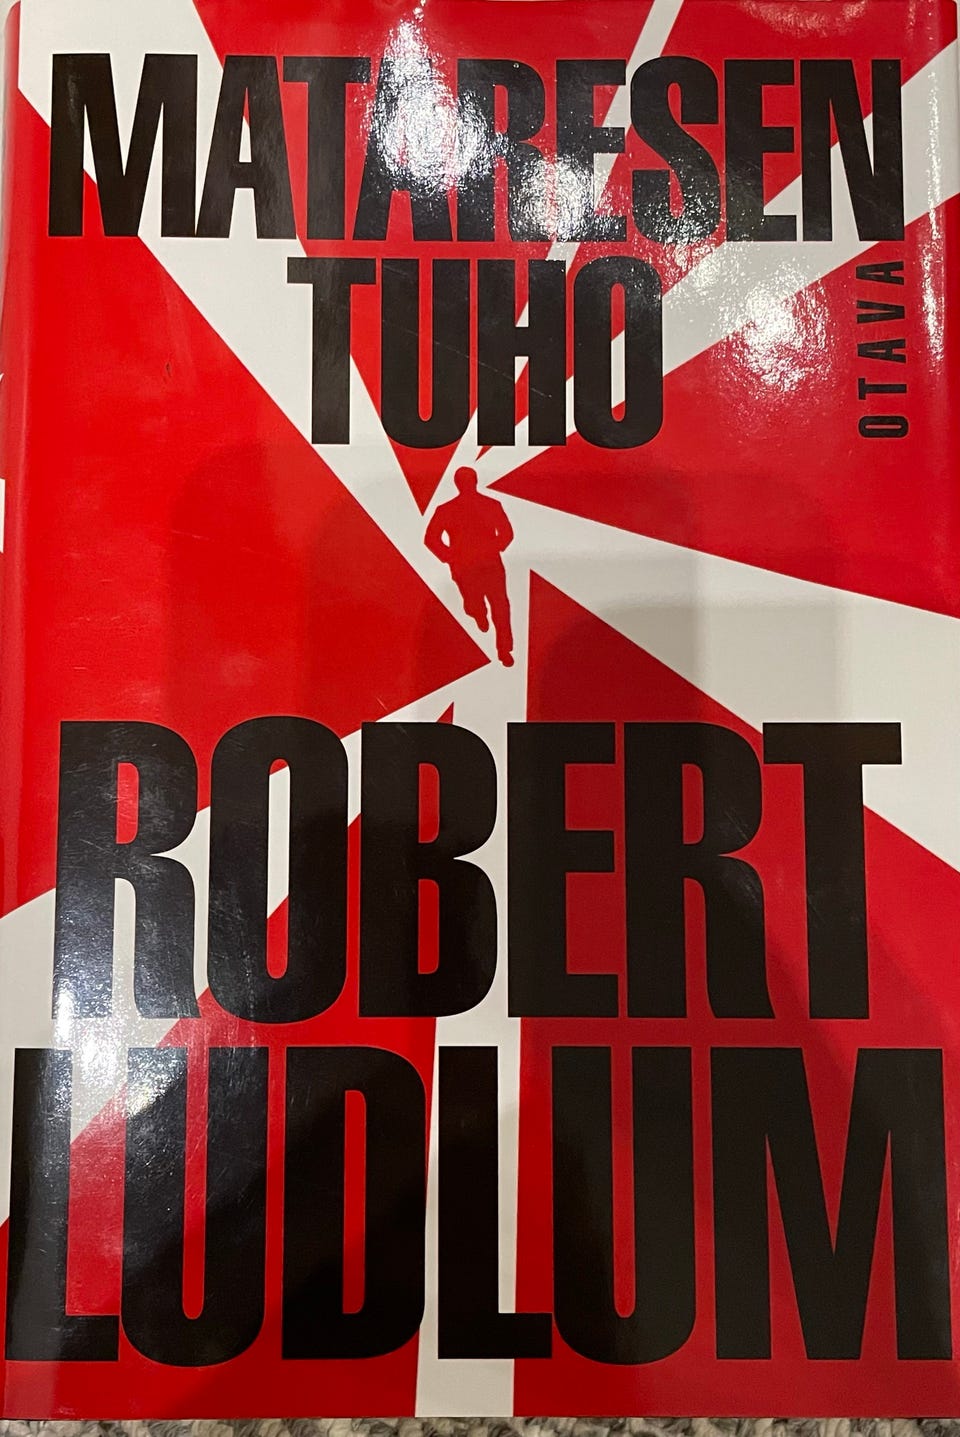 MATARESEN
TUHO
OTAVA
ROBERT
LUDLUM